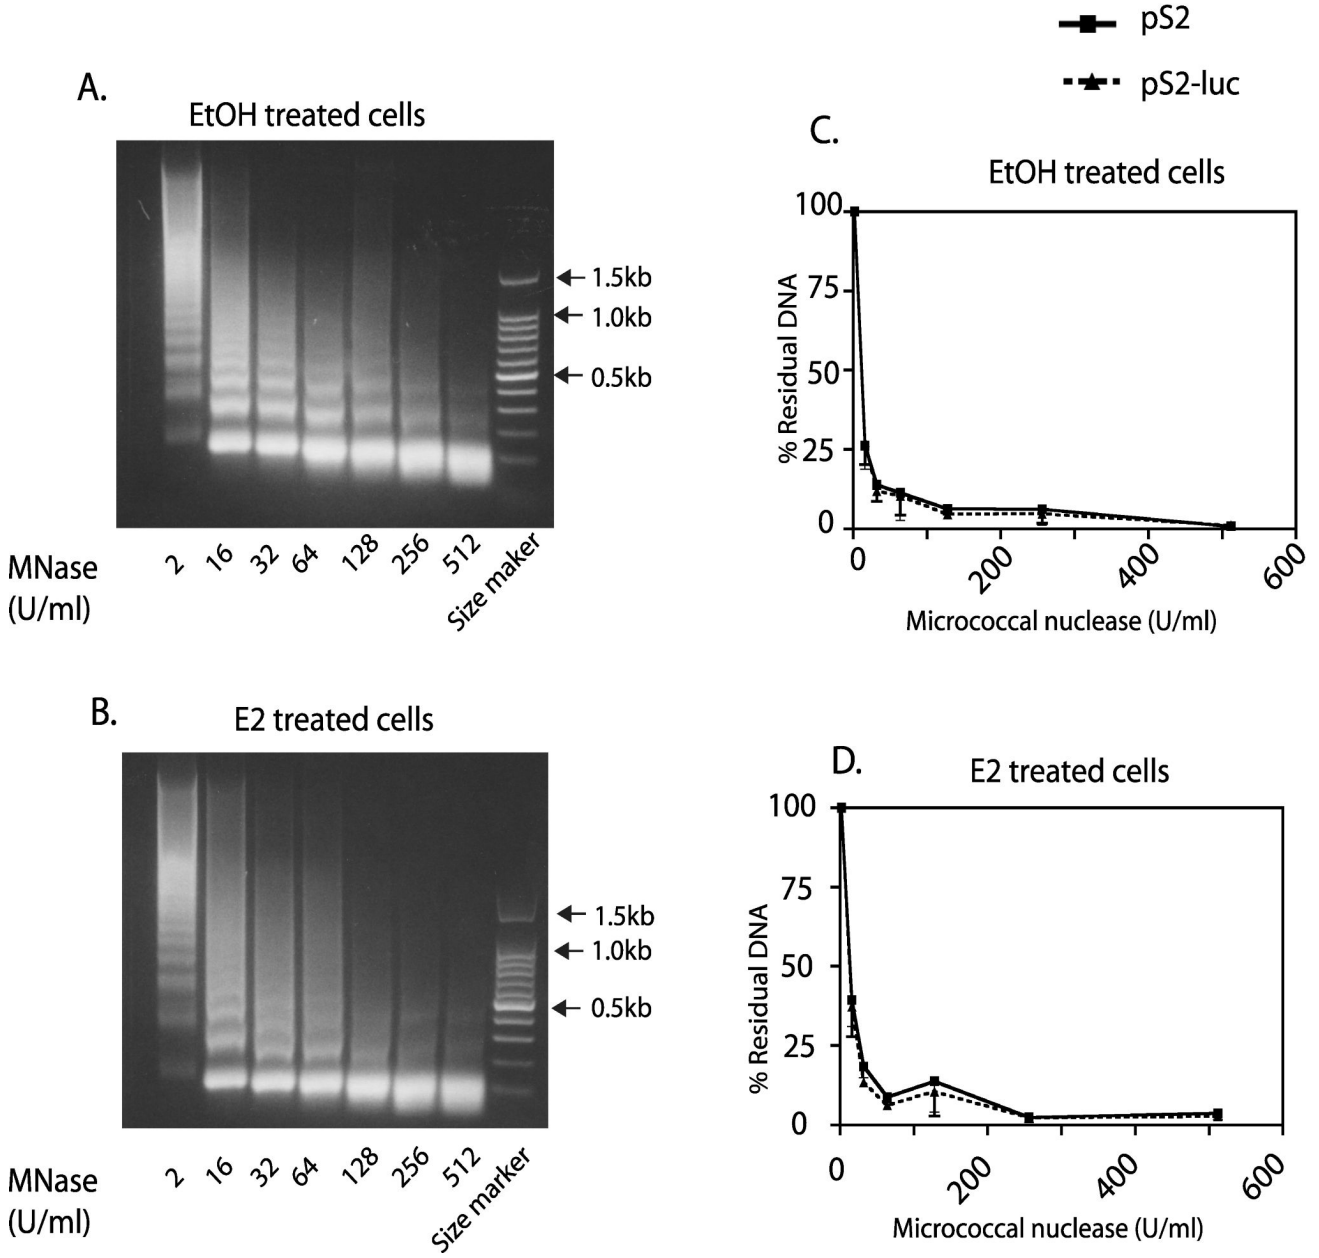 pS2
pS2-luc
A.
EtOH treated cells
1.5kb
1.0kb
0.5kb
MNase
(U/ml)
2 16 32 64 128 256 512 Size maker
B.
E2 treated cells
1.5kb
1.0kb
0.5kb
MNase
(U/ml)
2 16 32 64 128 256 512 Size marker
C.
EtOH treated cells
% Residual DNA
100
75
50
25
0
0 200 400 600
Micrococcal nuclease (U/ml)
D.
E2 treated cells
% Residual DNA
100
75
50
25
0
0 200 400 600
Micrococcal nuclease (U/ml)